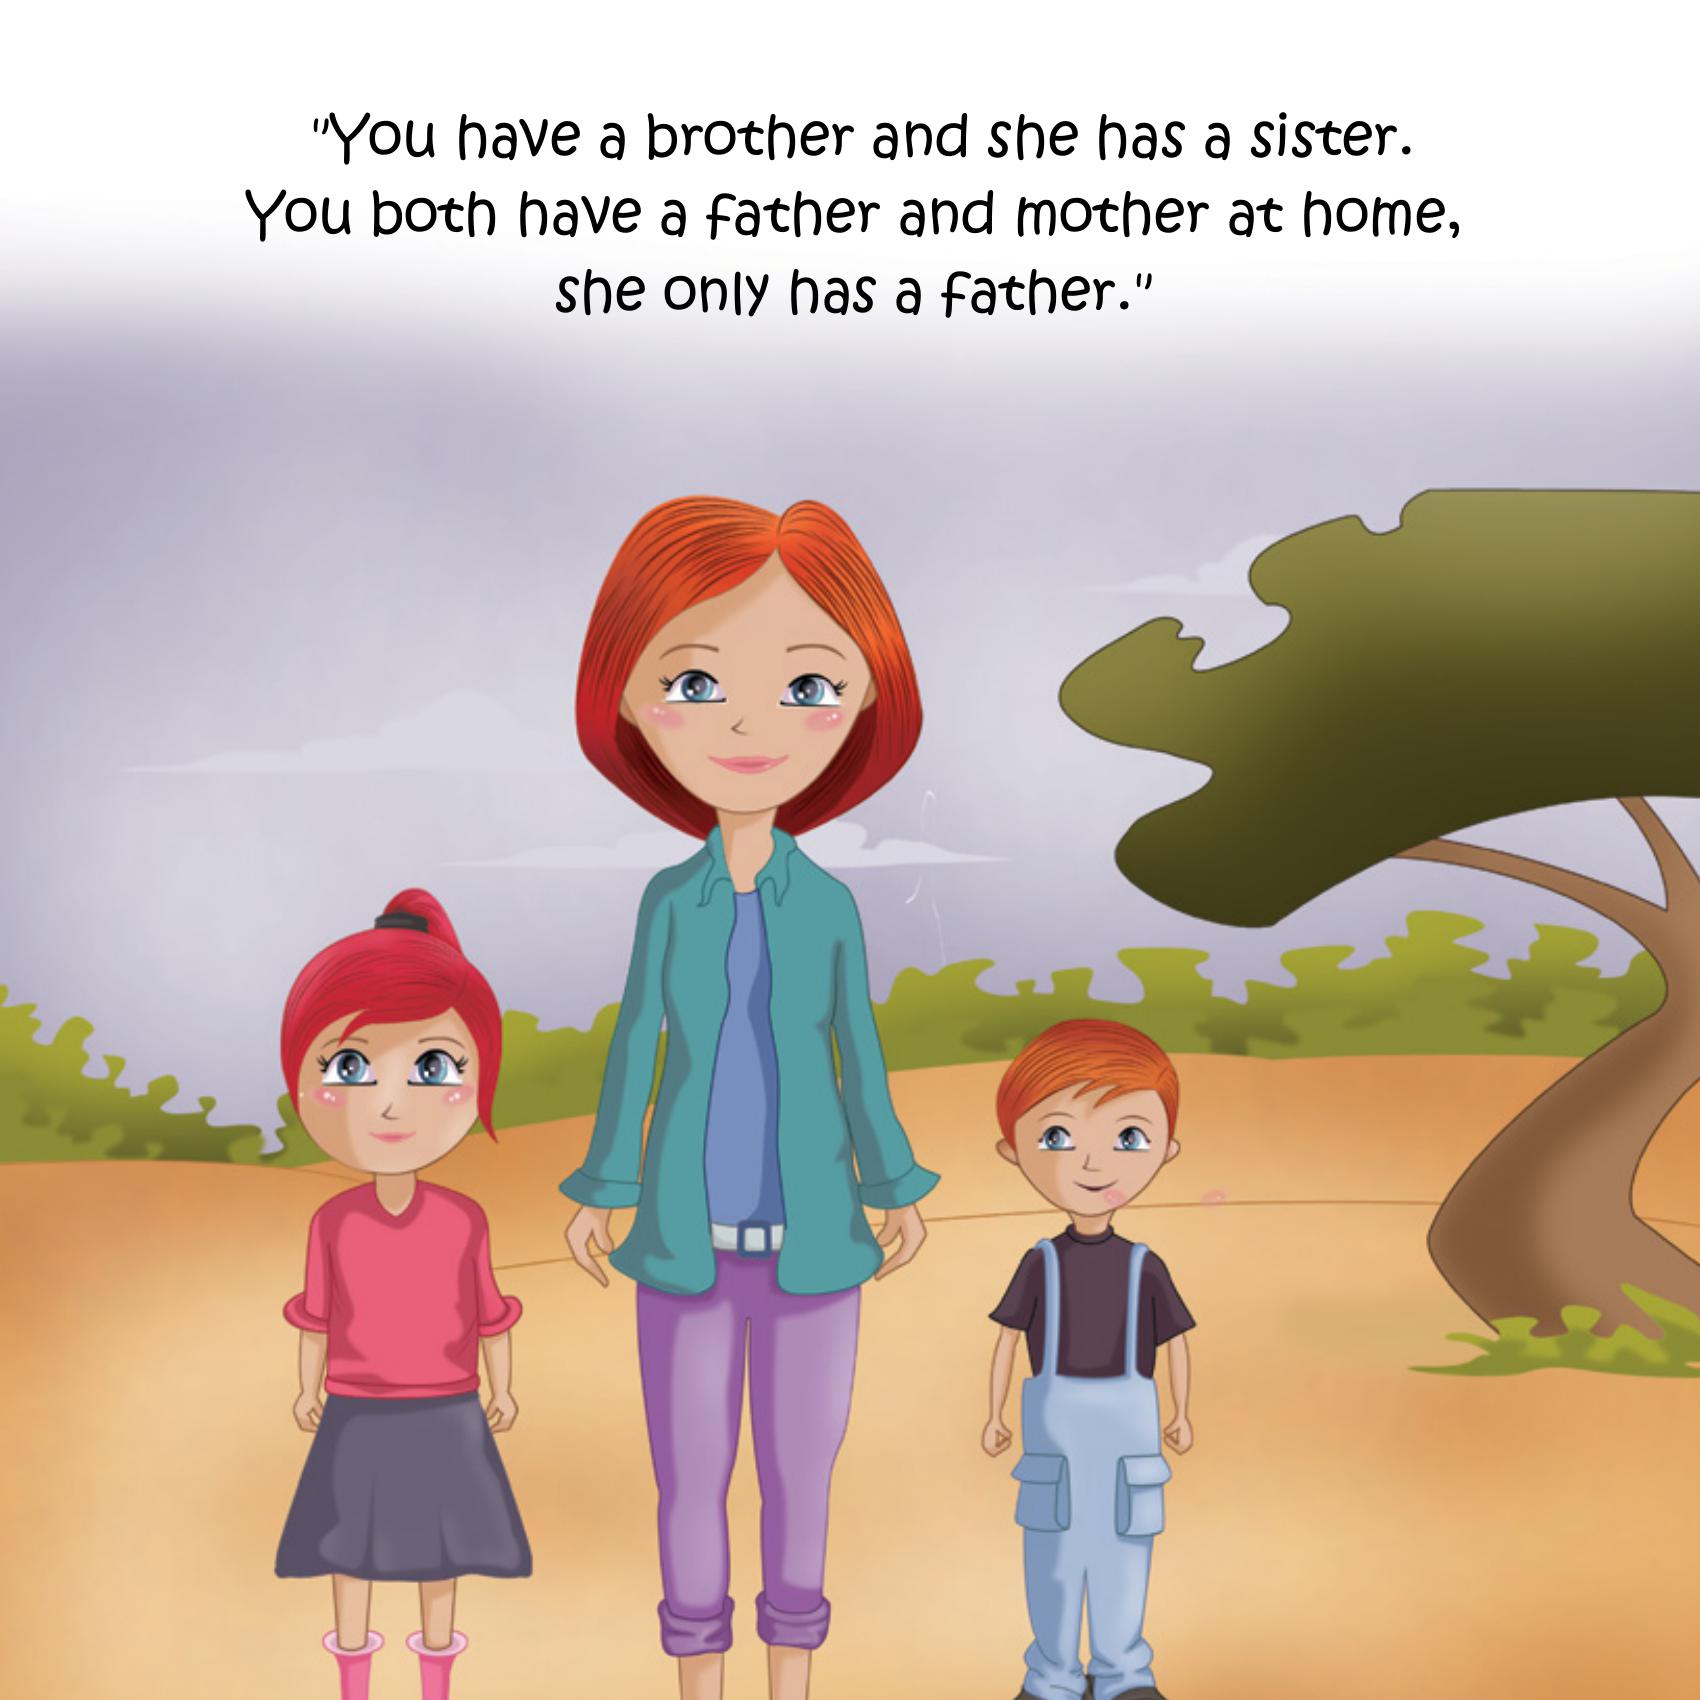 "You have a brother and she has a sister.
You both have a father and mother at home,
she only has a father."